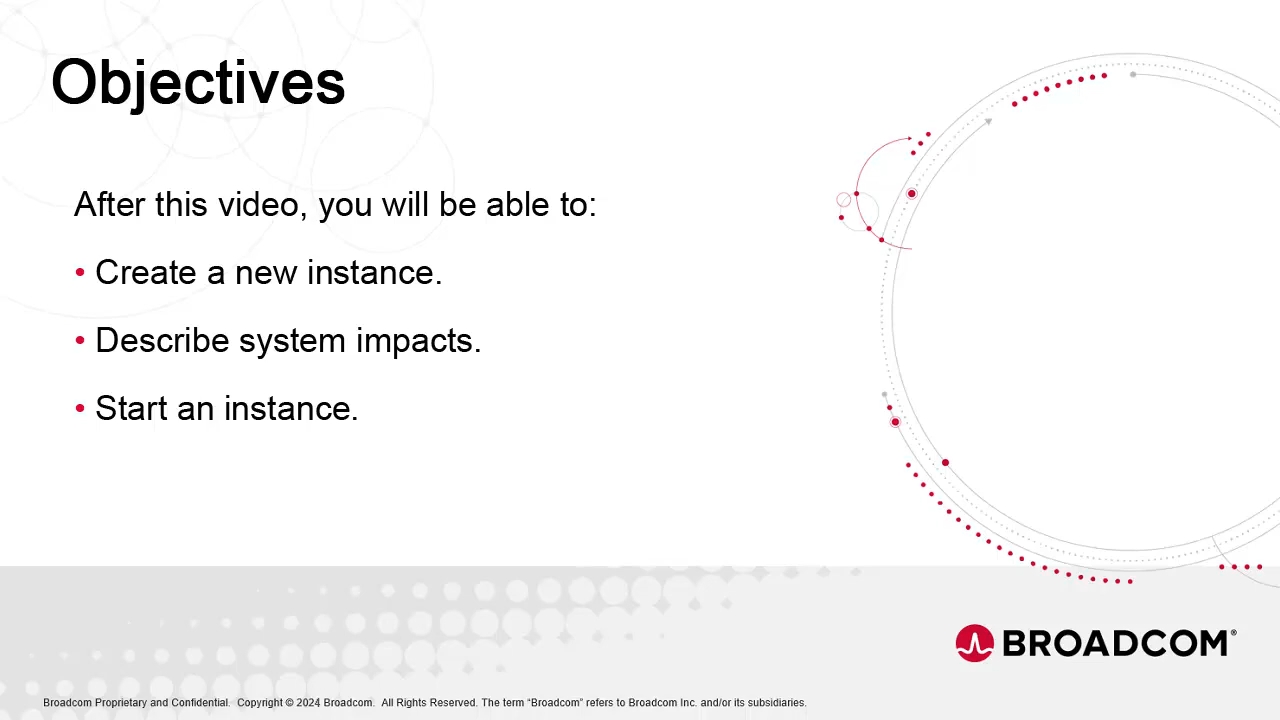 Objectives
After this video, you will be able to:
• Create a new instance.
• Describe system impacts.
• Start an instance.
BROADCOM®
Broadcom Proprietary and Confidential. Copyright © 2024 Broadcom. All Rights Reserved. The term “Broadcom” refers to Broadcom Inc. and/or its subsidiaries.